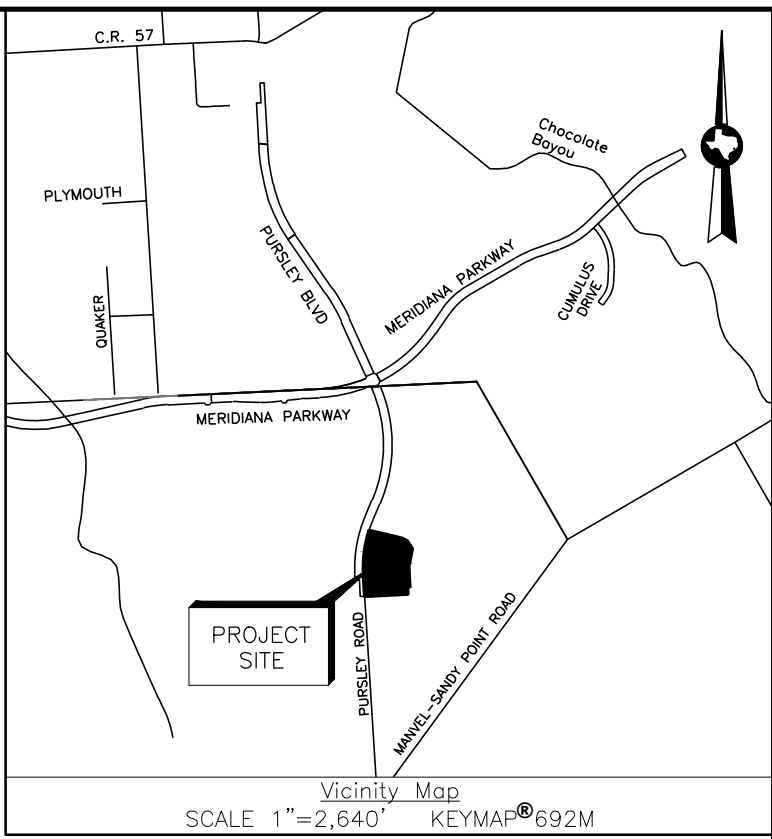 C.R. 57
Chocolate
Bayou
PLYMOUTH
PURSLEY BLVD
MERIDIANA PARKWAY
CUMULUS
DRIVE
QUAKER
MERIDIANA PARKWAY
PROJECT
SITE
PURSLEY ROAD
MANVEL-SANDY POINT ROAD
Vicinity Map
SCALE 1"=2,640' KEYMAP® 692M